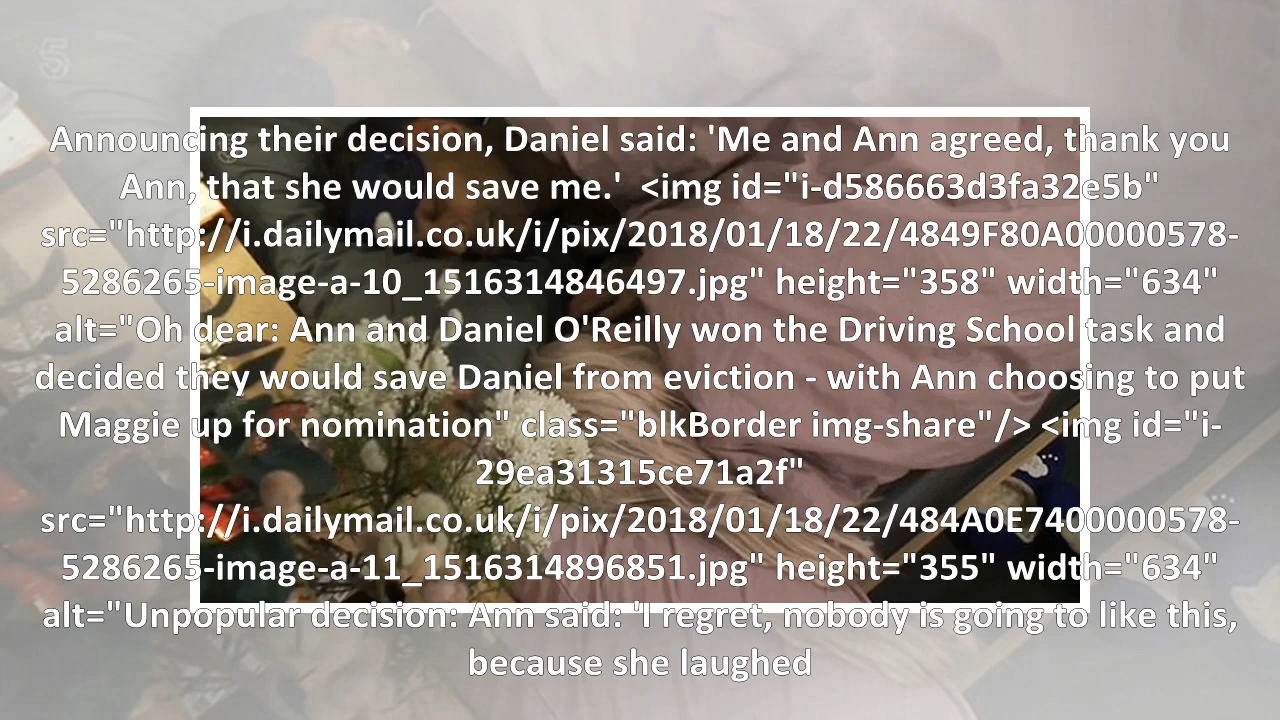 5
Announcing their decision, Daniel said: 'Me and Ann agreed, thank you
Ann, that she would save me.'  <img id="i-d586663d3fa32e5b"
src="http://i.dailymail.co.uk/i/pix/2018/01/18/22/4849F80A00000578-
5286265-image-a-10_1516314846497.jpg" height="358" width="634"
alt="Oh dear: Ann and Daniel O'Reilly won the Driving School task and
decided they would save Daniel from eviction - with Ann choosing to put
Maggie up for nomination" class="blkBorder img-share"/> <img id="i-
29ea31315ce71a2f"
src="http://i.dailymail.co.uk/i/pix/2018/01/18/22/484A0E7400000578-
5286265-image-a-11_1516314896851.jpg" height="355" width="634"
alt="Unpopular decision: Ann said: 'I regret, nobody is going to like this,
because she laughed